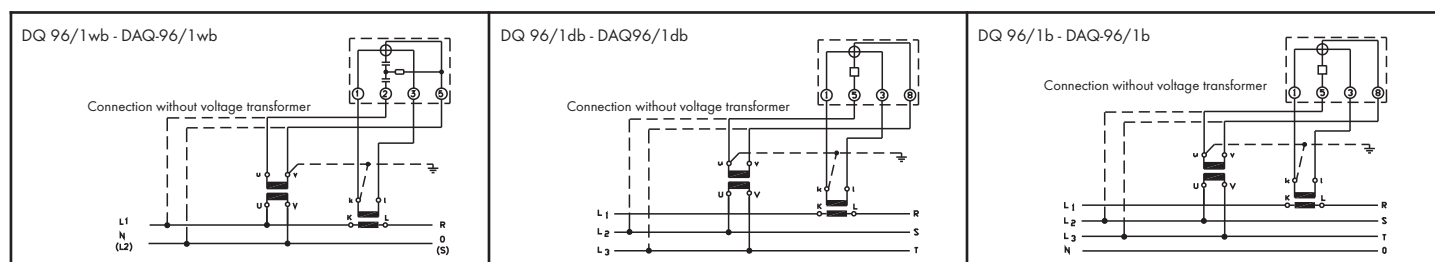 DQ 96/1wb - DAQ-96/1wb
1 2 3 5
Connection without voltage transformer
u v
k l
U V
K L
L1 R
N 0
(L2) (S)
DQ 96/1db - DAQ96/1db
1 5 3 8
Connection without voltage transformer
u v
k l
U V
K L
L1 R
L2 S
L3 T
DQ 96/1b - DAQ-96/1b
1 5 3 8
Connection without voltage transformer
u v
k l
U V
K L
L1 R
L2 S
L3 T
N 0